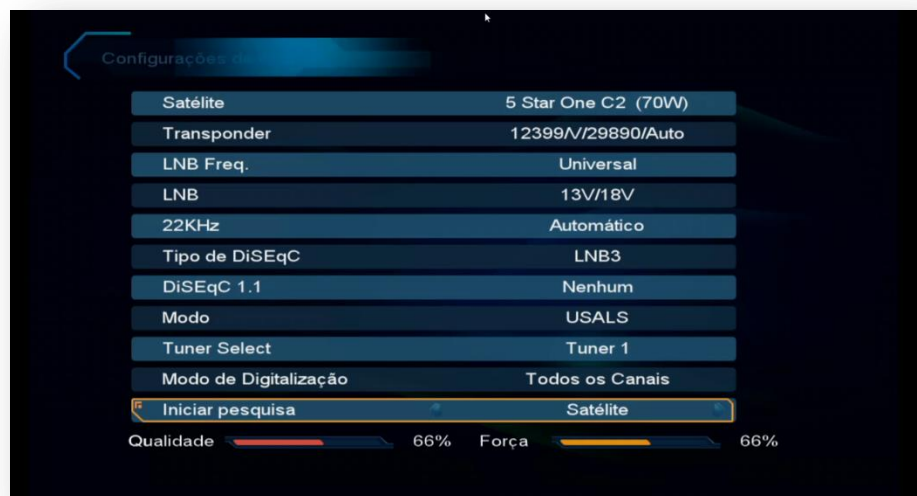 Configurações de
Satélite 5 Star One C2 (70W)
Transponder 12399/V/29890/Auto
LNB Freq. Universal
LNB 13V/18V
22KHz Automático
Tipo de DiSEqC LNB3
DiSEqC 1.1 Nenhum
Modo USALS
Tuner Select Tuner 1
Modo de Digitalização Todos os Canais
Iniciar pesquisa Satélite
Qualidade 66% Força 66%